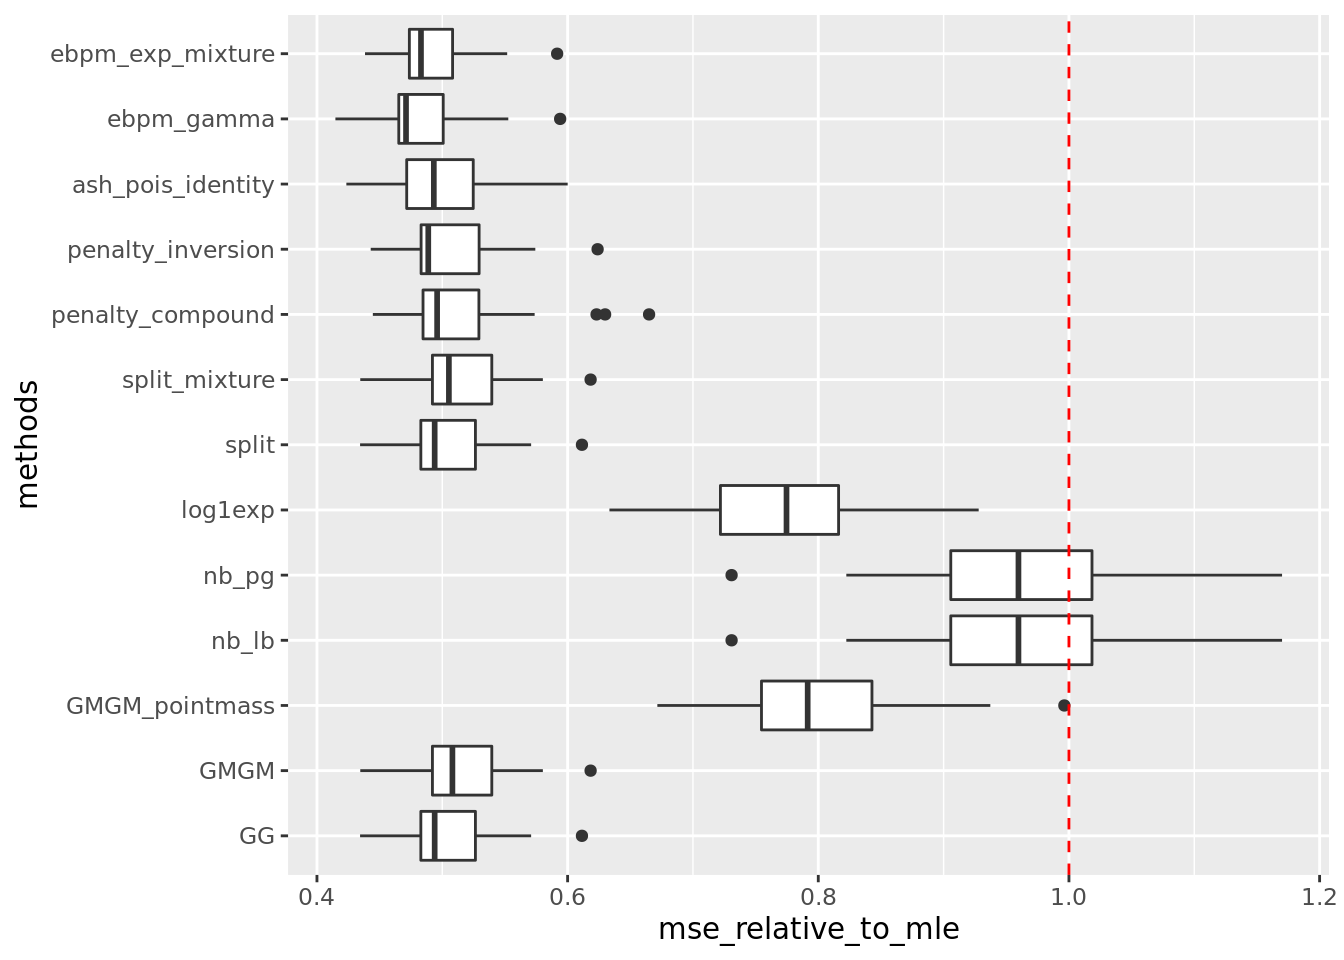 methods
ebpm_exp_mixture
ebpm_gamma
ash_pois_identity
penalty_inversion
penalty_compound
split_mixture
split
log1exp
nb_pg
nb_lb
GMGM_pointmass
GMGM
GG
0.4 0.6 0.8 1.0 1.2
mse_relative_to_mle